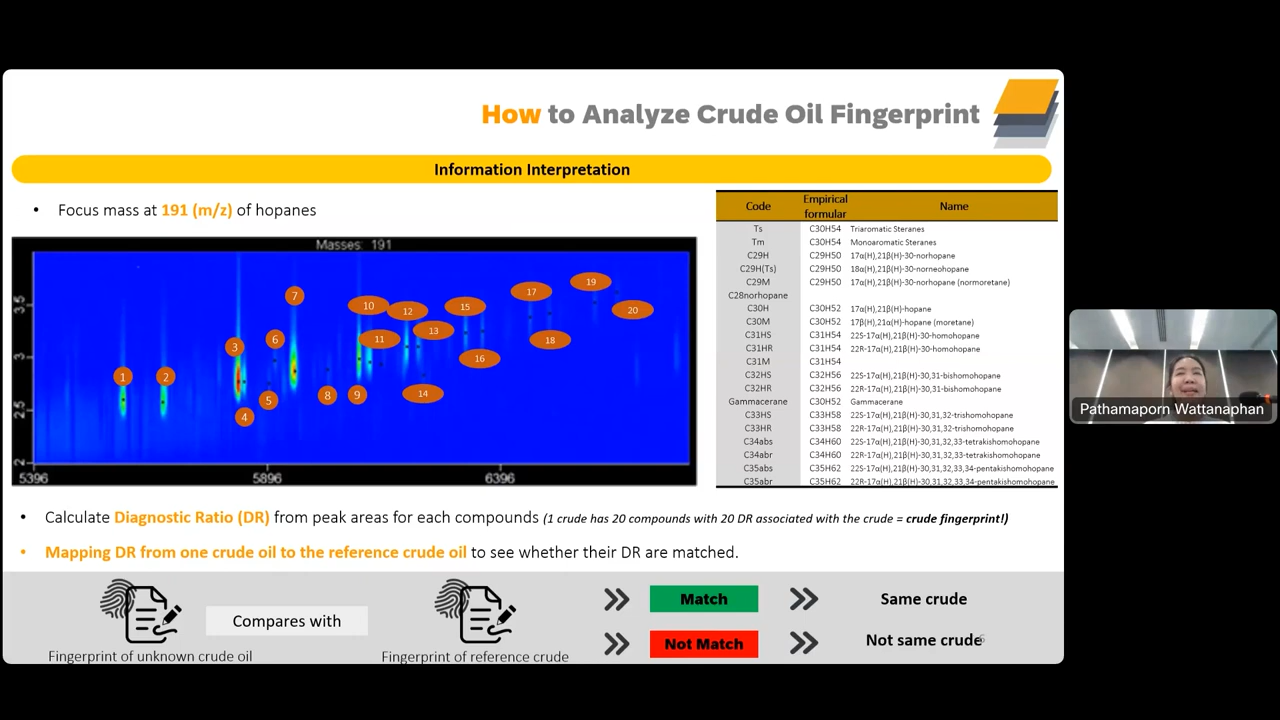 How to Analyze Crude Oil Fingerprint
Information Interpretation
• Focus mass at 191 (m/z) of hopanes
Masses: 191
3.5
3
2.5
2
5396 5896 6396
1
2
3
4
5
6
7
8
9
10
11
12
13
14
15
16
17
18
19
20
Code Empirical formular Name
Ts C30H54 Triaromatic Steranes
Tm C30H54 Monoaromatic Steranes
C29H C29H50 17α(H),21β(H)-30-norhopane
C29H(Ts) C29H50 18α(H),21β(H)-30-norneohopane
C29M C29H50 17α(H),21β(H)-30-norhopane (normoretane)
C28norhopane
C30H C30H52 17α(H),21β(H)-hopane
C30M C30H52 17β(H),21α(H)-hopane (moretane)
C31HS C31H54 22S-17α(H),21β(H)-30-homohopane
C31HR C31H54 22R-17α(H),21β(H)-30-homohopane
C31M C31H54
C32HS C32H56 22S-17α(H),21β(H)-30,31-bishomohopane
C32HR C32H56 22R-17α(H),21β(H)-30,31-bishomohopane
Gammacerane C30H52 Gammacerane
C33HS C33H58 22S-17α(H),21β(H)-30,31,32-trishomohopane
C33HR C33H58 22R-17α(H),21β(H)-30,31,32-trishomohopane
C34abs C34H60 22S-17α(H),21β(H)-30,31,32,33-tetrakishomohopane
C34abr C34H60 22R-17α(H),21β(H)-30,31,32,33-tetrakishomohopane
C35abs C35H62 22S-17α(H),21β(H)-30,31,32,33,34-pentakishomohopane
C35abr C35H62 22R-17α(H),21β(H)-30,31,32,33,34-pentakishomohopane
• Calculate Diagnostic Ratio (DR) from peak areas for each compounds (1 crude has 20 compounds with 20 DR associated with the crude = crude fingerprint!)
• Mapping DR from one crude oil to the reference crude oil to see whether their DR are matched.
Fingerprint of unknown crude oil
Compares with
Fingerprint of reference crude
Match
Same crude
Not Match
Not same crude
6
Pathamaporn Wattanaphan